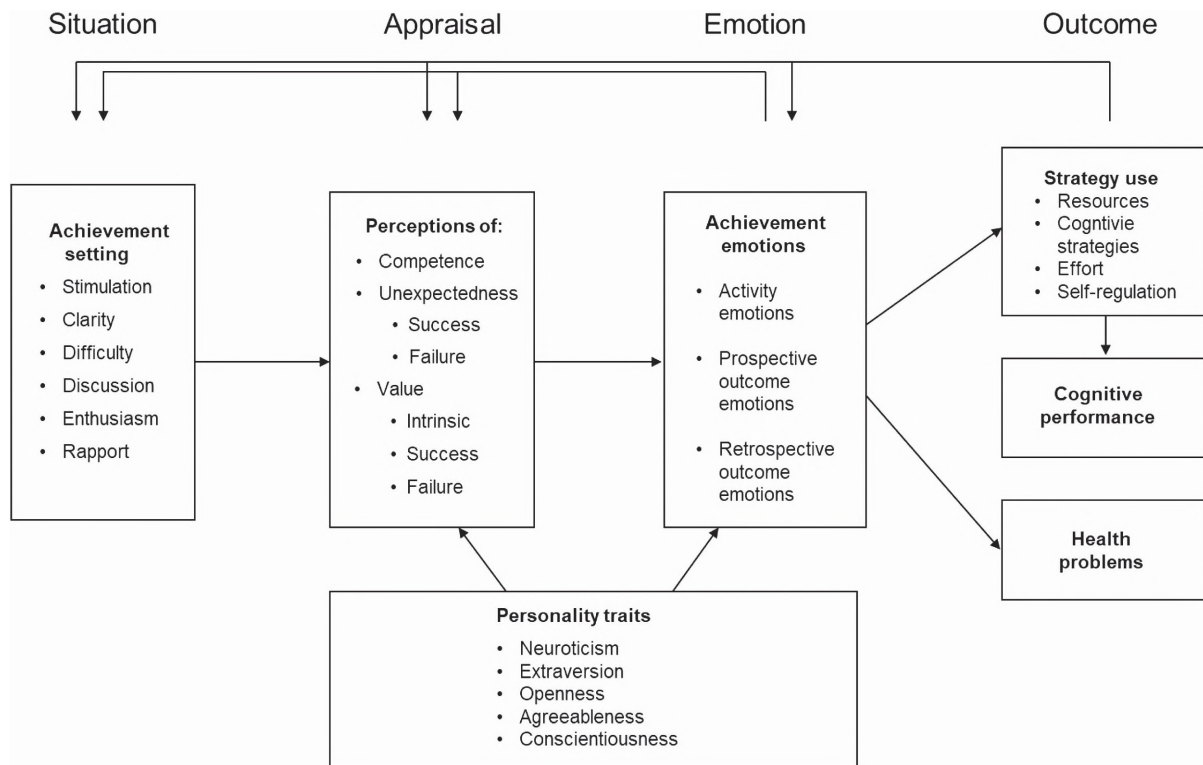 Situation
Appraisal
Emotion
Outcome
Achievement
setting
• Stimulation
• Clarity
• Difficulty
• Discussion
• Enthusiasm
• Rapport
Perceptions of:
• Competence
• Unexpectedness
• Success
• Failure
• Value
• Intrinsic
• Success
• Failure
Achievement
emotions
• Activity
emotions
• Prospective
outcome
emotions
• Retrospective
outcome
emotions
Strategy use
• Resources
• Cogntivie
strategies
• Effort
• Self-regulation
Cognitive
performance
Health
problems
Personality traits
• Neuroticism
• Extraversion
• Openness
• Agreeableness
• Conscientiousness